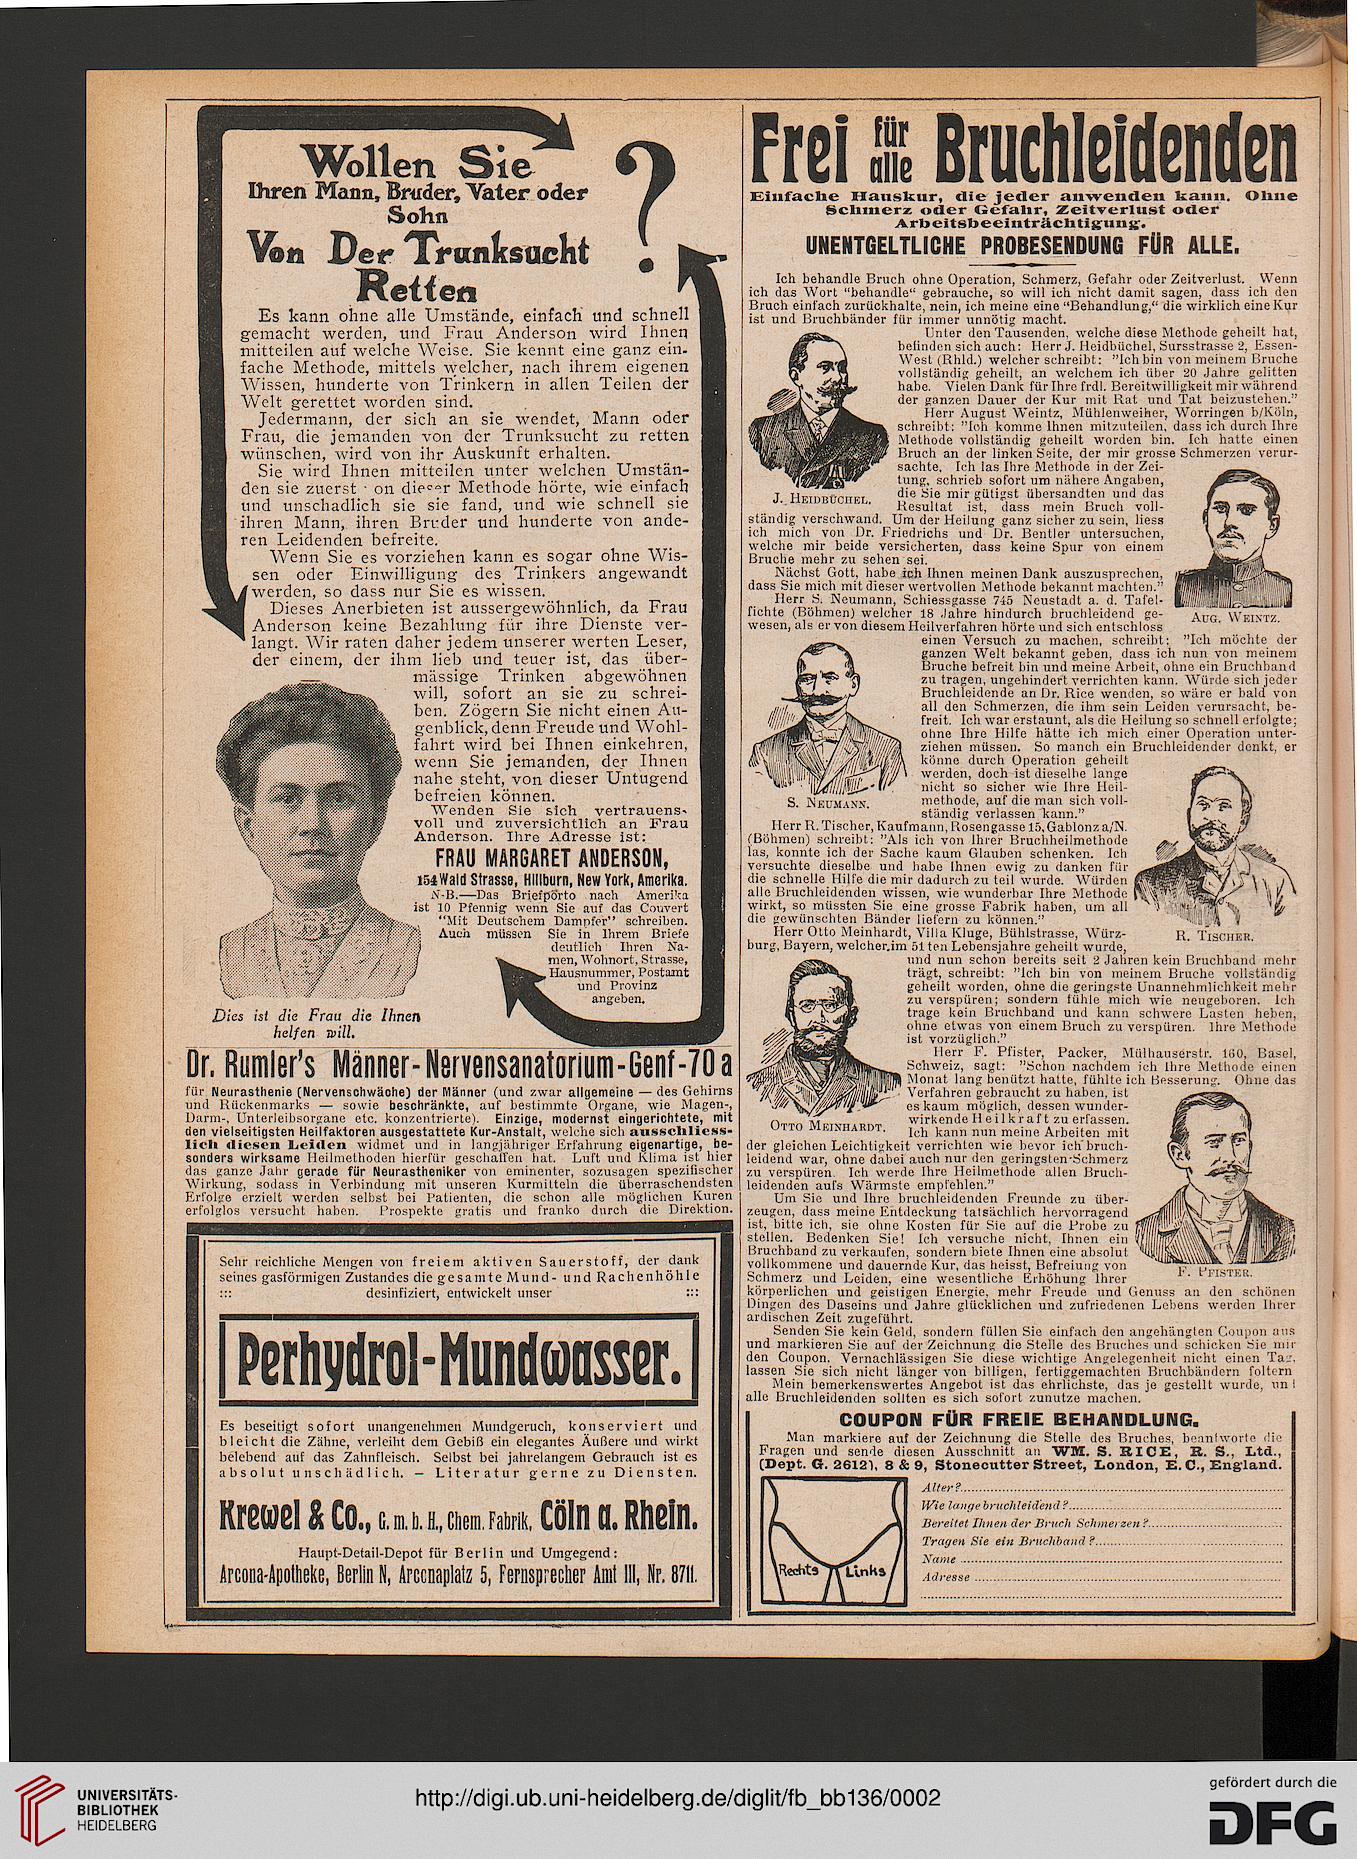 Wollen Sie
Ihren Mann, Bruder, Vater oder
Sohn
Von Der Trunksucht
Retten
?
Es kann ohne alle Umstände, einfach und schnell
gemacht werden, und Frau Anderson wird Ihnen
mitteilen auf welche Weise. Sie kennt eine ganz ein-
fache Methode, mittels welcher, nach ihrem eigenen
Wissen, hunderte von Trinkern in allen Teilen der
Welt gerettet worden sind.
Jedermann, der sich an sie wendet, Mann oder
Frau, die jemanden von der Trunksucht zu retten
wünschen, wird von ihr Auskunft erhalten.
Sie wird Ihnen mitteilen unter welchen Umstän-
den sie zuerst von dieser Methode hörte, wie einfach
und unschadlich sie sie fand, und wie schnell sie
ihren Mann, ihren Bruder und hunderte von ande-
ren Leidenden befreite.
Wenn Sie es vorziehen kann es sogar ohne Wis-
sen oder Einwilligung des Trinkers angewandt
werden, so dass nur Sie es wissen.
Dieses Anerbieten ist aussergewöhnlich, da Frau
Anderson keine Bezahlung für ihre Dienste ver-
langt. Wir raten daher jedem unserer werten Leser,
der einem, der ihm lieb und teuer ist, das über-
mässige Trinken abgewöhnen
will, sofort an sie zu schrei-
ben. Zögern Sie nicht einen Au-
genblick, denn Freude und Wohl-
fahrt wird bei Ihnen einkehren,
wenn Sie jemanden, der Ihnen
nahe steht, von dieser Untugend
befreien können.
Wenden Sie sich vertrauens-
voll und zuversichtlich an Frau
Anderson. Ihre Adresse ist:
FRAU MARGARET ANDERSON,
154 Wald Strasse, Hillburn, New York, Amerika.
N-B.—Das Briefporto nach Amerika
ist 10 Pfennig wenn Sie auf das Couvert
"Mit Deutschem Dampfer" schreiben.
Auch müssen Sie in Ihrem Briefe
deutlich Ihren Na-
men, Wohnort, Strasse,
Hausnummer, Postamt
und Provinz
angeben.
Dies ist die Frau die Ihnen
helfen will.
Dr. Rumler's Männer-Nervensanatorium-Genf-70a
für Neurasthenie (Nervenschwäche) der Männer (und zwar allgemeine — des Gehirns
und Rückenmarks — sowie beschränkte, auf bestimmte Organe, wie Magen-,
Darm-, Unterleibsorgane etc. konzentrierte). Einzige, modernst eingerichtete, mit
den vielseitigsten Heilfaktoren ausgestattete Kur-Anstalt, welche sich ausschliess-
lich diesen Leiden widmet und in langjähriger Erfahrung eigenartige, be-
sonders wirksame Heilmethoden hierfür geschaffen hat. Luft und Klima ist hier
das ganze Jahr gerade für Neurastheniker von eminenter, sozusagen spezifischer
Wirkung, sodass in Verbindung mit unseren Kurmitteln die überraschendsten
Erfolge erzielt werden selbst bei Patienten, die schon alle möglichen Kuren
erfolglos versucht haben. Prospekte gratis und franko durch die Direktion.
Sehr reichliche Mengen von freiem aktiven Sauerstoff, der dank
seines gasförmigen Zustandes die gesamte Mund- und Rachenhöhle
::: desinfiziert, entwickelt unser :::
Perhydrol-Mundwasser.
Es beseitigt sofort unangenehmen Mundgeruch, konserviert und
bleicht die Zähne, verleiht dem Gebiß ein elegantes Äußere und wirkt
belebend auf das Zahnfleisch. Selbst bei jahrelangem Gebrauch ist es
absolut unschädlich. — Literatur gerne zu Diensten.
Krewel & Co., G. m. b. H., Chem. Fabrik, Cöln a. Rhein.
Haupt-Detail-Depot für Berlin und Umgegend:
Arcona-Apotheke, Berlin N, Arconaplatz 5, Fernsprecher Amt III, Nr. 8711.
Frei für alle Bruchleidenden
Einfache Hauskur, die jeder anwenden kann. Ohne
Schmerz oder Gefahr, Zeitverlust oder
Arbeitsbeeinträchtigung.
UNENTGELTLICHE PROBESENDUNG FÜR ALLE.
Ich behandle Bruch ohne Operation, Schmerz, Gefahr oder Zeitverlust. Wenn
ich das Wort "behandle" gebrauche, so will ich nicht damit sagen, dass ich den
Bruch einfach zurückhalte, nein, ich meine eine "Behandlung," die wirklich eine Kur
ist und Bruchbänder für immer unnötig macht.
Unter den Tausenden, welche diese Methode geheilt hat,
befinden sich auch: Herr J. Heidbüchel, Sursstrasse 2, Essen-
West (Rhld.) welcher schreibt: "Ich bin von meinem Bruche
vollständig geheilt, an welchem ich über 20 Jahre gelitten
habe. Vielen Dank für Ihre frdl. Bereitwilligkeit mir während
der ganzen Dauer der Kur mit Rat und Tat beizustehen."
Herr August Weintz, Mühlenweiher, Worringen b/Köln,
schreibt: "Ich komme Ihnen mitzuteilen, dass ich durch Ihre
Methode vollständig geheilt worden bin. Ich hatte einen
Bruch an der linken Seite, der mir grosse Schmerzen verur-
sachte. Ich las Ihre Methode in der Zei-
tung, schrieb sofort um nähere Angaben,
die Sie mir gütigst übersandten und das
Resultat ist, dass mein Bruch voll-
J. HEIDBÜCHEL.
ständig verschwand. Um der Heilung ganz sicher zu sein, liess
ich mich von Dr. Friedrichs und Dr. Bentler untersuchen,
welche mir beide versicherten, dass keine Spur von einem
Bruche mehr zu sehen sei.
Nächst Gott, habe ich Ihnen meinen Dank auszusprechen,
dass Sie mich mit dieser wertvollen Methode bekannt machten."
Herr S. Neumann, Schiessgasse 745 Neustadt a. d. Tafel-
fichte (Böhmen) welcher 18 Jahre hindurch bruchleidend ge-
wesen, als er von diesem Heilverfahren hörte und sich entschloss
AUG. WEINTZ.
einen Versuch zu machen, schreibt: "Ich möchte der
ganzen Welt bekannt geben, dass ich nun von meinem
Bruche befreit bin und meine Arbeit, ohne ein Bruchband
zu tragen, ungehindert verrichten kann. Würde sich jeder
Bruchleidende an Dr. Rice wenden, so wäre er bald von
all den Schmerzen, die ihm sein Leiden verursacht, be-
freit. Ich war erstaunt, als die Heilung so schnell erfolgte;
ohne Ihre Hilfe hätte ich mich einer Operation unter-
ziehen müssen. So manch ein Bruchleidender denkt, er
könne durch Operation geheilt
werden, doch ist dieselbe lange
nicht so sicher wie Ihre Heil-
methode, auf die man sich voll-
ständig verlassen kann."
S. NEUMANN.
Herr R. Tischer, Kaufmann, Rosengasse 15, Gablonz a/N.
(Böhmen) schreibt: "Als ich von Ihrer Bruchheilmethode
las, konnte ich der Sache kaum Glauben schenken. Ich
versuchte dieselbe und habe Ihnen ewig zu danken für
die schnelle Hilfe die mir dadurch zu teil wurde. Würden
alle Bruchleidenden wissen, wie wunderbar Ihre Methode
wirkt, so müssten Sie eine grosse Fabrik haben, um all
die gewünschten Bänder liefern zu können."
R. TISCHER.
Herr Otto Meinhardt, Villa Kluge, Bühlstrasse, Würz-
burg, Bayern, welcher im 51ten Lebensjahre geheilt wurde,
und nun schon bereits seit 2 Jahren kein Bruchband mehr
trägt, schreibt: "Ich bin von meinem Bruche vollständig
geheilt worden, ohne die geringste Unannehmlichkeit mehr
zu verspüren; sondern fühle mich wie neugeboren. Ich
trage kein Bruchband und kann schwere Lasten heben,
ohne etwas von einem Bruch zu verspüren. Ihre Methode
ist vorzüglich."
Herr F. Pfister, Packer, Mülhauserstr. 160, Basel,
Schweiz, sagt: "Schon nachdem ich Ihre Methode einen
Monat lang benützt hatte, fühlte ich Besserung. Ohne das
Verfahren gebraucht zu haben, ist
es kaum möglich, dessen wunder-
wirkende Heilkraft zu erfassen.
Ich kann nun meine Arbeiten mit
OTTO MEINHARDT.
der gleichen Leichtigkeit verrichten wie bevor ich bruch-
leidend war, ohne dabei auch nur den geringsten Schmerz
zu verspüren. Ich werde Ihre Heilmethode allen Bruch-
leidenden aufs Wärmste empfehlen."
Um Sie und Ihre bruchleidenden Freunde zu über-
zeugen, dass meine Entdeckung tatsächlich hervorragend
ist, bitte ich, sie ohne Kosten für Sie auf die Probe zu
stellen. Bedenken Sie! Ich versuche nicht, Ihnen ein
Bruchband zu verkaufen, sondern biete Ihnen eine absolut
vollkommene und dauernde Kur, das heisst, Befreiung von
Schmerz und Leiden, eine wesentliche Erhöhung Ihrer
F. PFISTER.
körperlichen und geistigen Energie, mehr Freude und Genuss an den schönen
Dingen des Daseins und Jahre glücklichen und zufriedenen Lebens werden Ihrer
ardischen Zeit zugeführt.
Senden Sie kein Geld, sondern füllen Sie einfach den angehängten Coupon aus
und markieren Sie auf der Zeichnung die Stelle des Bruches und schicken Sie mir
den Coupon. Vernachlässigen Sie diese wichtige Angelegenheit nicht einen Tag,
lassen Sie sich nicht länger von billigen, fertiggemachten Bruchbändern foltern
Mein bemerkenswertes Angebot ist das ehrlichste, das je gestellt wurde, und
alle Bruchleidenden sollten es sich sofort zunutze machen.
COUPON FÜR FREIE BEHANDLUNG.
Man markiere auf der Zeichnung die Stelle des Bruches, beantworte die
Fragen und sende diesen Ausschnitt an WM. S. RICE, R. S., Ltd.,
(Dept. G. 2612), 8 & 9, Stonecutter Street, London, E.C., England.
Rechts Links
Alter?
Wie lange bruchleidend?
Bereitet Ihnen der Bruch Schmerzen?
Tragen Sie ein Bruchband?
Name
Adresse
UNIVERSITÄTS-
BIBLIOTHEK
HEIDELBERG
http://digi.ub.uni-heidelberg.de/diglit/fb_bb136/0002
gefördert durch die
DFG